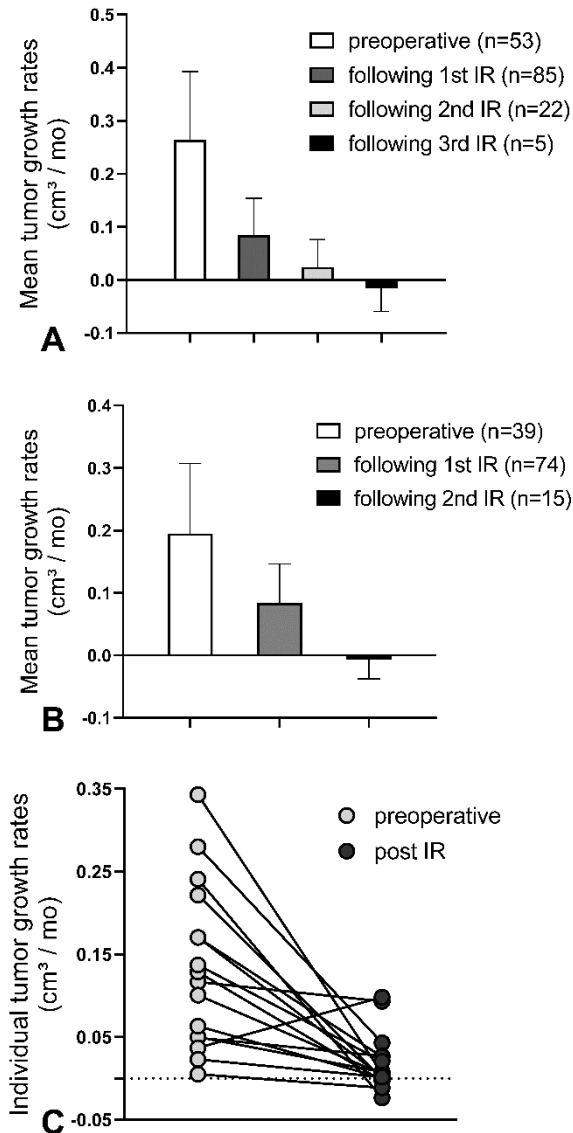 0.5
0.4
0.3
0.2
0.1
0.0
-0.1
Mean tumor growth rates
(cm³ / mo)
preoperative (n=53)
following 1st IR (n=85)
following 2nd IR (n=22)
following 3rd IR (n=5)
A
0.4
0.3
0.2
0.1
0.0
-0.1
Mean tumor growth rates
(cm³ / mo)
preoperative (n=39)
following 1st IR (n=74)
following 2nd IR (n=15)
B
0.35
0.25
0.15
0.05
-0.05
Individual tumor growth rates
(cm³ / mo)
preoperative
post IR
C